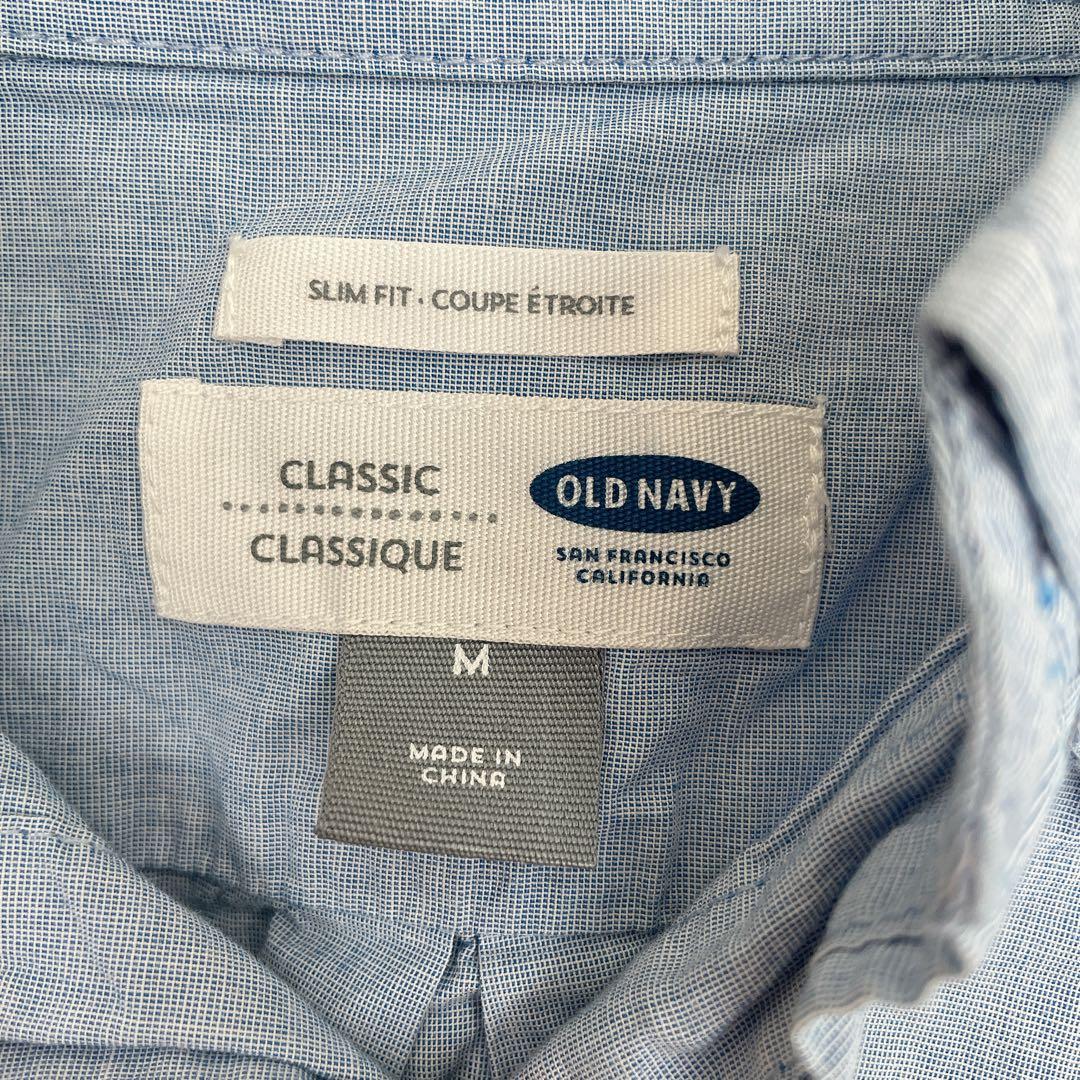 SLIM FIT · COUPE ÉTROITE
CLASSIC
CLASSIQUE
OLD NAVY
SAN FRANCISCO
CALIFORNIA
M
MADE IN
CHINA